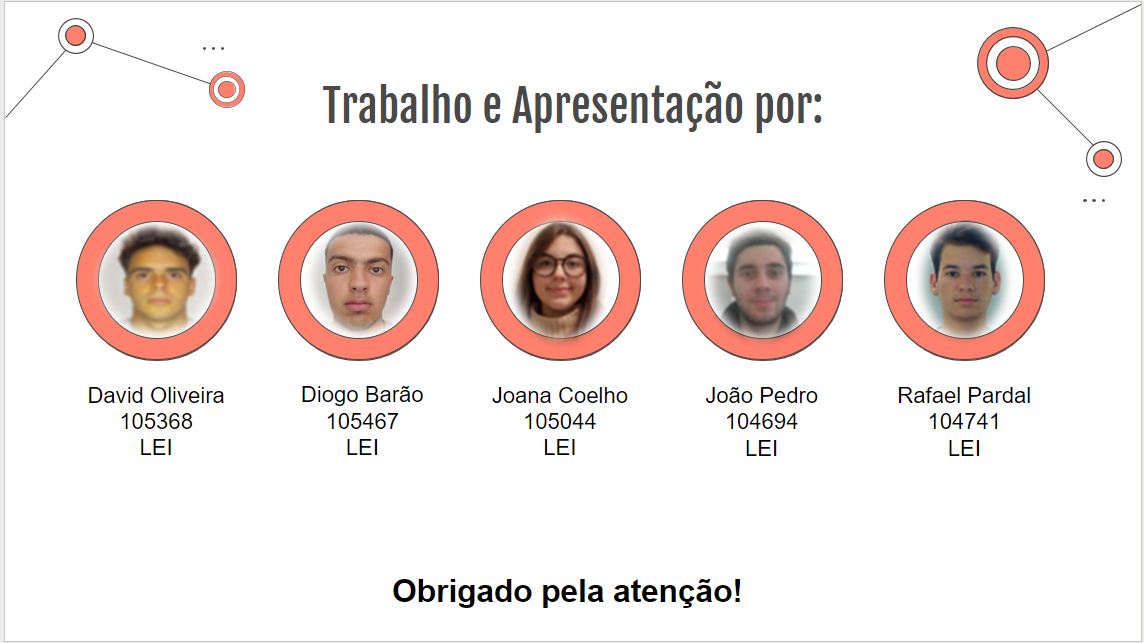 Trabalho e Apresentação por:
David Oliveira
105368
LEI
Diogo Barão
105467
LEI
Joana Coelho
105044
LEI
João Pedro
104694
LEI
Rafael Pardal
104741
LEI
Obrigado pela atenção!